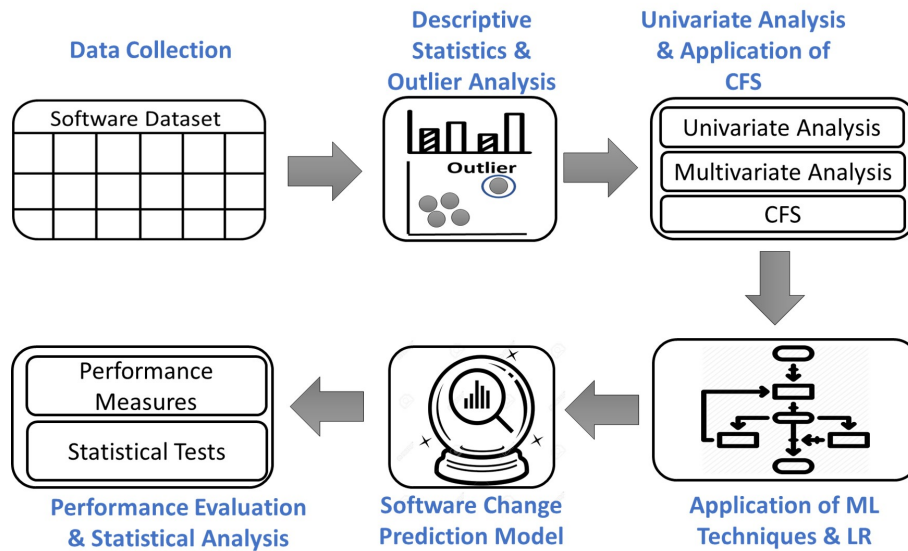 Data Collection
Descriptive
Statistics &
Outlier Analysis
Univariate Analysis
& Application of
CFS
Software Dataset
Outlier
Univariate Analysis
Multivariate Analysis
CFS
Performance
Measures
Statistical Tests
Performance Evaluation
& Statistical Analysis
Software Change
Prediction Model
Application of ML
Techniques & LR